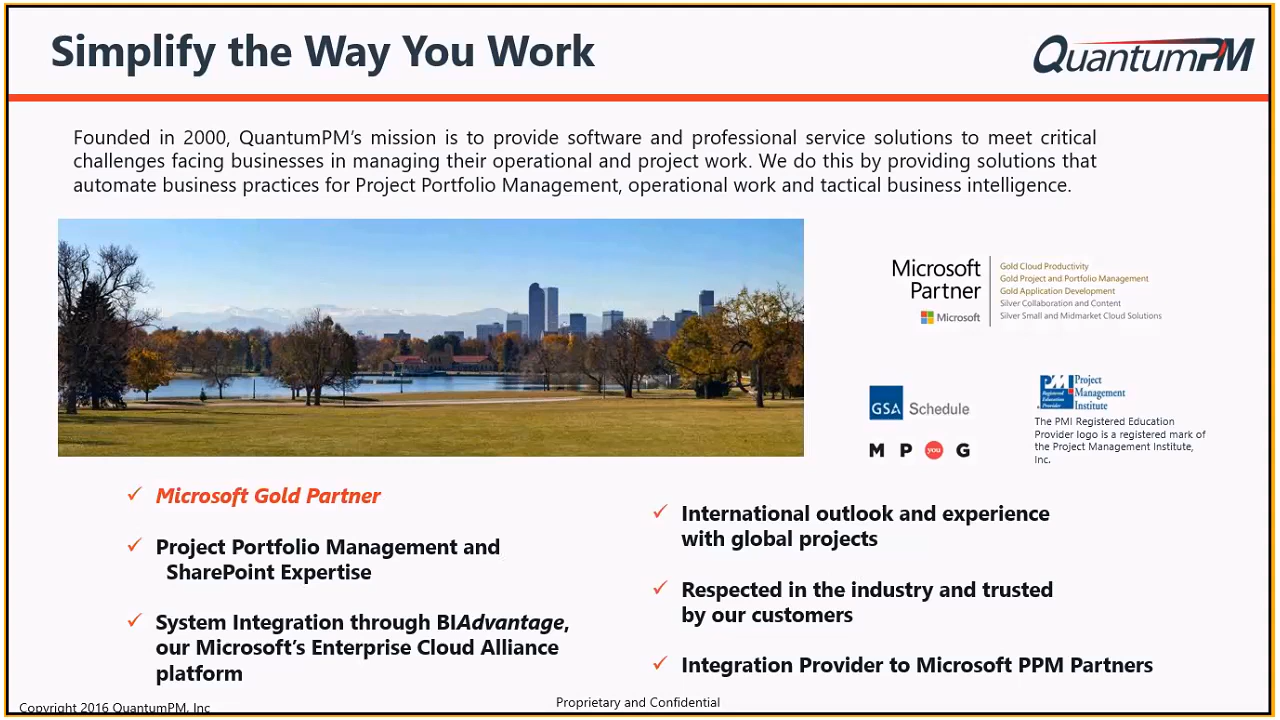 Simplify the Way You Work
QuantumPM
Founded in 2000, QuantumPM's mission is to provide software and professional service solutions to meet critical
challenges facing businesses in managing their operational and project work. We do this by providing solutions that
automate business practices for Project Portfolio Management, operational work and tactical business intelligence.
Microsoft
Partner
Microsoft
Gold Cloud Productivity
Gold Project and Portfolio Management
Gold Application Development
Silver Collaboration and Content
Silver Small and Midmarket Cloud Solutions
GSA Schedule
M P you G
PMI
Registered
Education
Provider
Project
Management
Institute
The PMI Registered Education
Provider logo is a registered mark of
the Project Management Institute,
Inc.
✓ Microsoft Gold Partner
✓ Project Portfolio Management and
SharePoint Expertise
✓ System Integration through BIAdvantage,
our Microsoft's Enterprise Cloud Alliance
platform
✓ International outlook and experience
with global projects
✓ Respected in the industry and trusted
by our customers
✓ Integration Provider to Microsoft PPM Partners
Copyright 2016 QuantumPM, Inc
Proprietary and Confidential